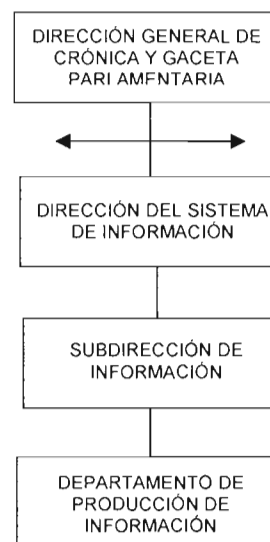 DIRECCIÓN GENERAL DE
CRÓNICA Y GACETA
PARLAMENTARIA
DIRECCIÓN DEL SISTEMA
DE INFORMACIÓN
SUBDIRECCIÓN DE
INFORMACIÓN
DEPARTAMENTO DE
PRODUCCIÓN DE
INFORMACIÓN